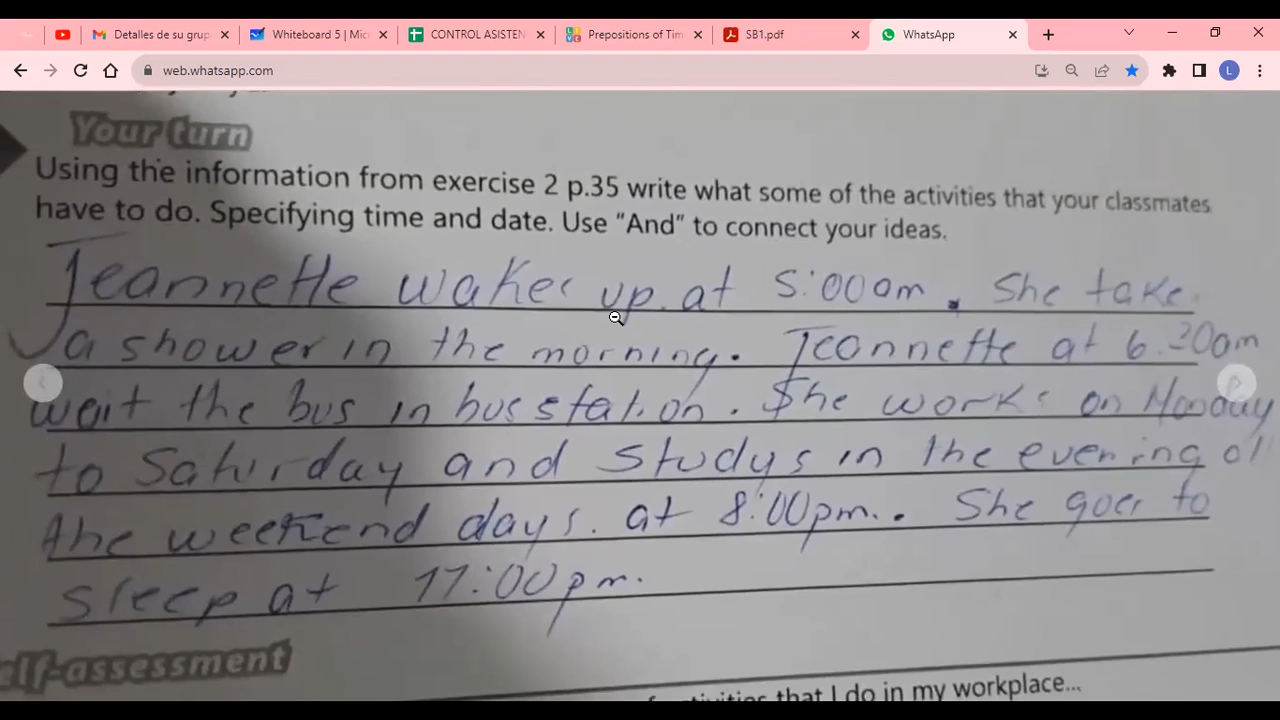 Detalles de su grup
Whiteboard 5 | Mic
CONTROL ASISTEN
Prepositions of Tim
SB1.pdf
WhatsApp
web.whatsapp.com
Your turn
Using the information from exercise 2 p.35 write what some of the activities that your classmates
have to do. Specifying time and date. Use “And” to connect your ideas.
Jeannette wakes up at 5:00am. She take
a shower in the morning. Jeannette at 6.20am
wait the bus in bus station. She works on Monday
to Saturday and studys in the evening all
the weekend days. at 8:00pm. She goes to
sleep at 11:00pm.
elf-assessment
activities that I do in my workplace...